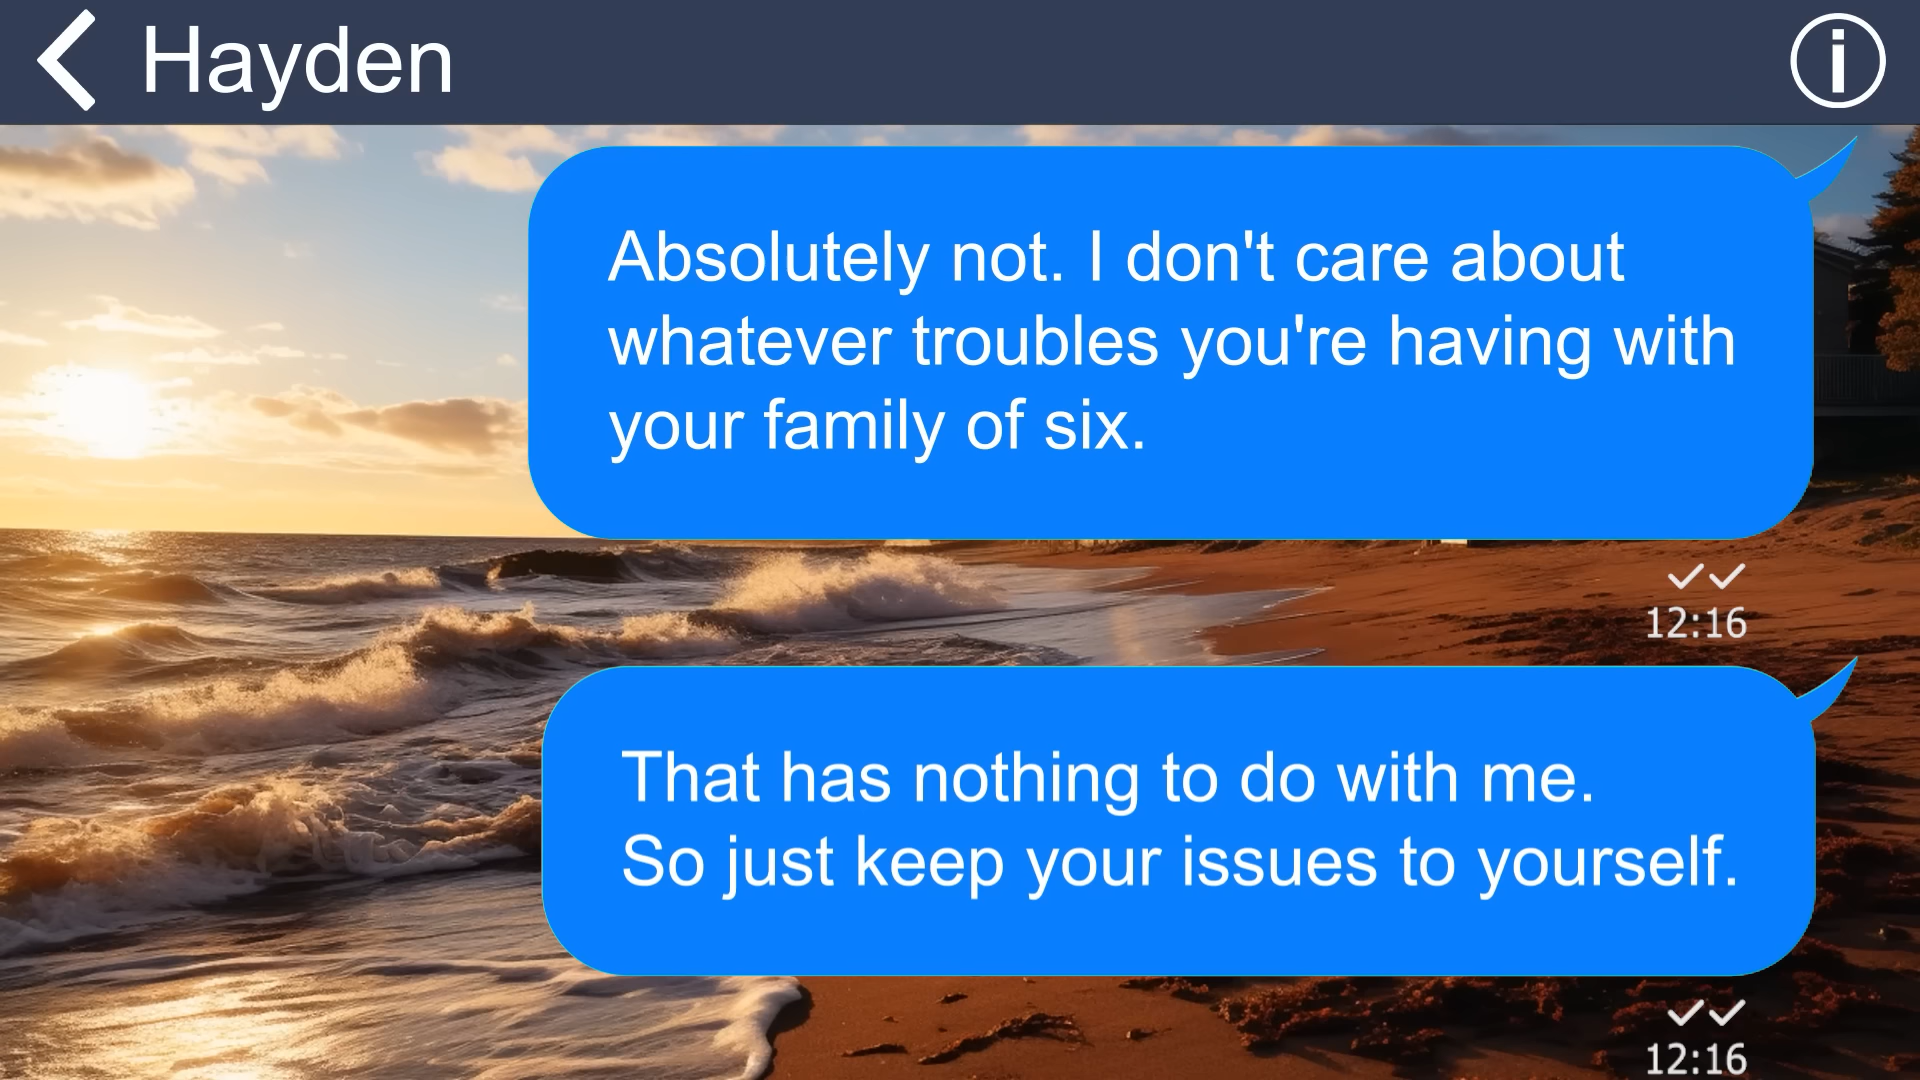 Hayden
Absolutely not. I don't care about
whatever troubles you're having with
your family of six.
12:16
That has nothing to do with me.
So just keep your issues to yourself.
12:16